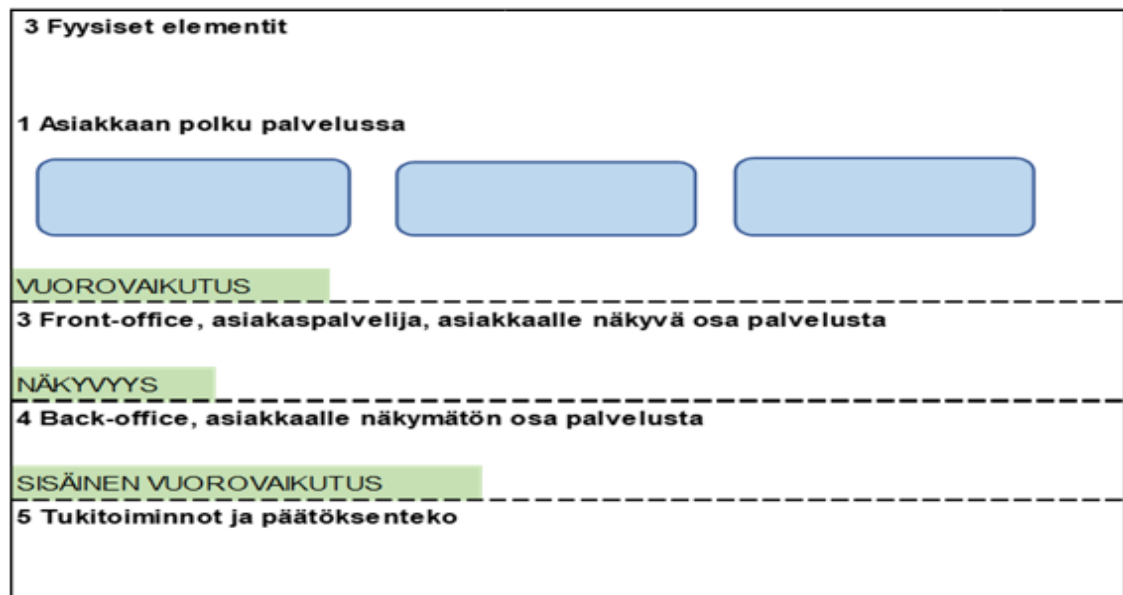 3 Fyysiset elementit
1 Asiakkaan polku palvelussa
VUOROVAIKUTUS
3 Front-office, asiakaspalvelija, asiakkaalle näkyvä osa palvelusta
NÄKYVYYS
4 Back-office, asiakkaalle näkymätön osa palvelusta
SISÄINEN VUOROVAIKUTUS
5 Tukitoiminnot ja päätöksenteko